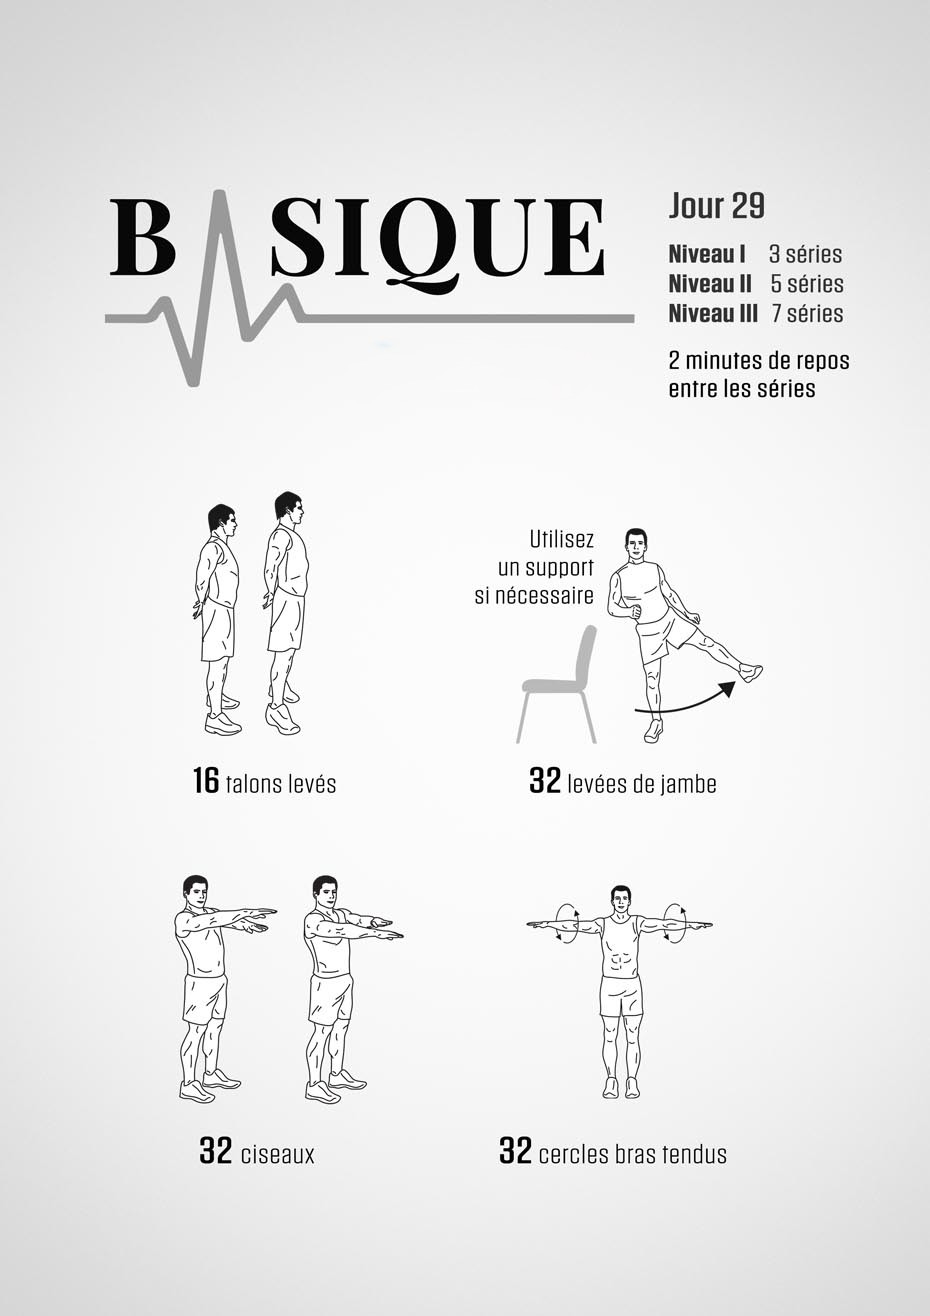 BASIQUE
Jour 29
Niveau I 3 séries
Niveau II 5 séries
Niveau III 7 séries
2 minutes de repos
entre les séries
Utilisez
un support
si nécessaire
16 talons levés
32 levées de jambe
32 ciseaux
32 cercles bras tendus